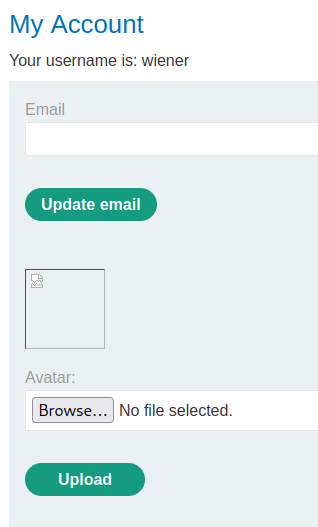 My Account
Your username is: wiener
Email
Update email
Avatar:
Browse... No file selected.
Upload